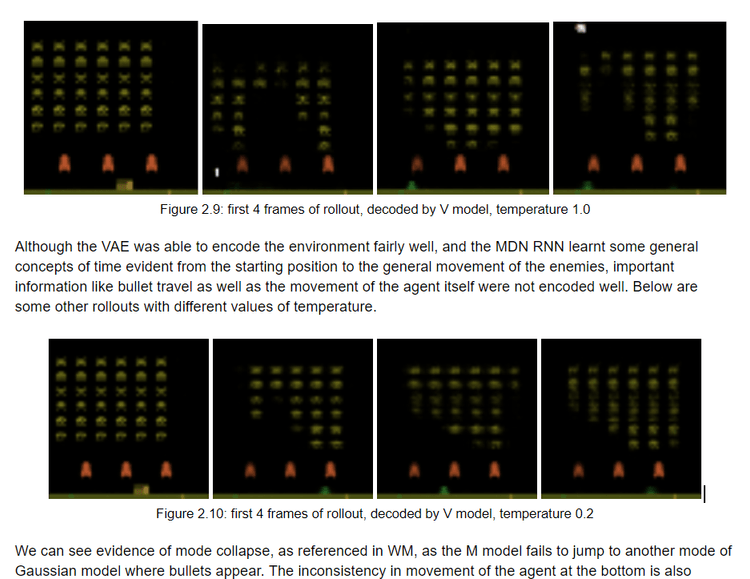 Figure 2.9: first 4 frames of rollout, decoded by V model, temperature 1.0
Although the VAE was able to encode the environment fairly well, and the MDN RNN learnt some general
concepts of time evident from the starting position to the general movement of the enemies, important
information like bullet travel as well as the movement of the agent itself were not encoded well. Below are
some other rollouts with different values of temperature.
Figure 2.10: first 4 frames of rollout, decoded by V model, temperature 0.2
We can see evidence of mode collapse, as referenced in WM, as the M model fails to jump to another mode of
Gaussian model where bullets appear. The inconsistency in movement of the agent at the bottom is also